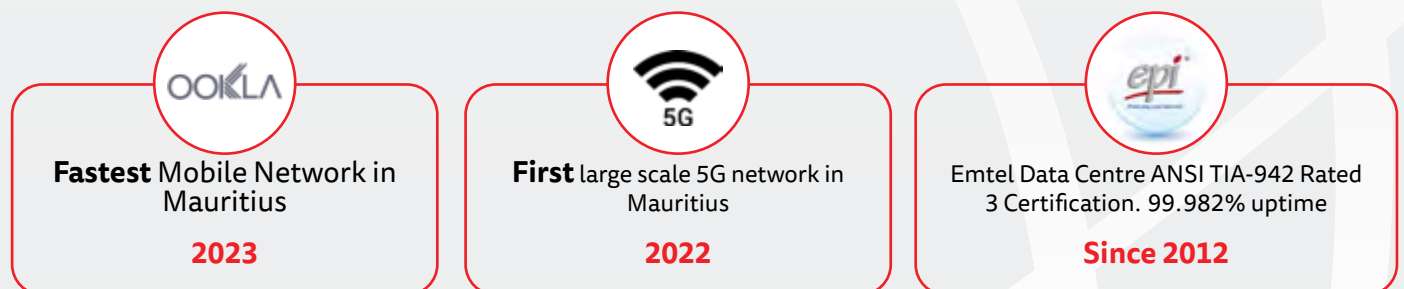 OOKLA
Fastest Mobile Network in
Mauritius
2023
5G
First large scale 5G network in
Mauritius
2022
epi
Emtel Data Centre ANSI TIA-942 Rated
3 Certification. 99.982% uptime
Since 2012